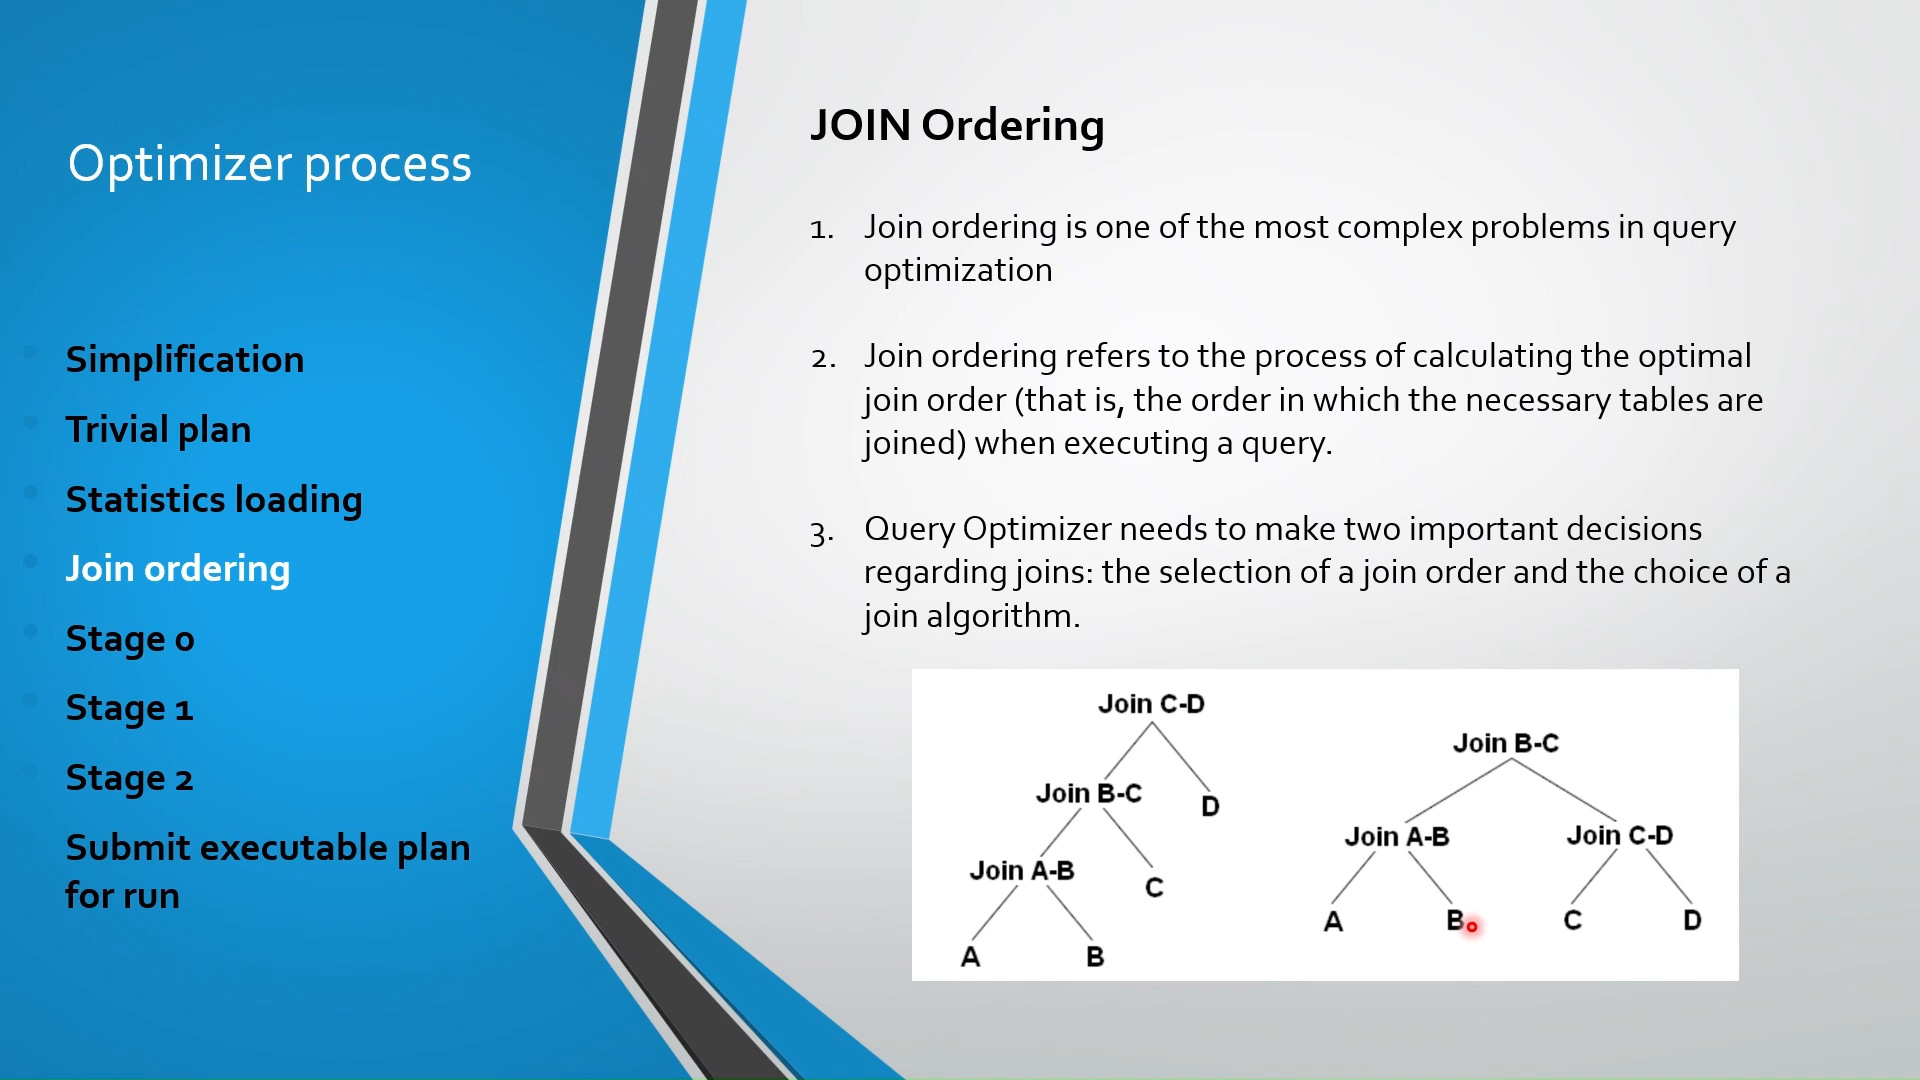 Optimizer process
Simplification
Trivial plan
Statistics loading
Join ordering
Stage 0
Stage 1
Stage 2
Submit executable plan
for run
JOIN Ordering
1. Join ordering is one of the most complex problems in query
optimization
2. Join ordering refers to the process of calculating the optimal
join order (that is, the order in which the necessary tables are
joined) when executing a query.
3. Query Optimizer needs to make two important decisions
regarding joins: the selection of a join order and the choice of a
join algorithm.
Join C-D
Join B-C
D
Join A-B
C
A
B
Join B-C
Join A-B
Join C-D
A
B
C
D